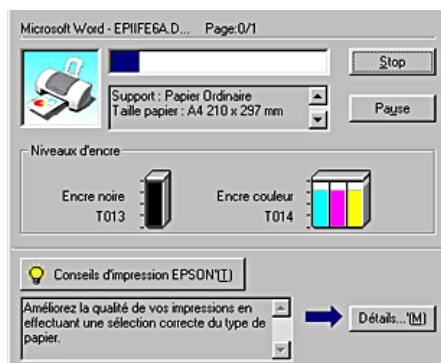 Microsoft Word - EPIIFE6A.D... Page:0/1
Stop
Support : Papier Ordinaire
Taille papier : A4 210 x 297 mm
Pause
Niveaux d'encre
Encre noire
T013
Encre couleur
T014
Conseils d'impression EPSON'(T)
Améliorez la qualité de vos impressions en
effectuant une sélection correcte du type de
papier.
Détails...'(M)